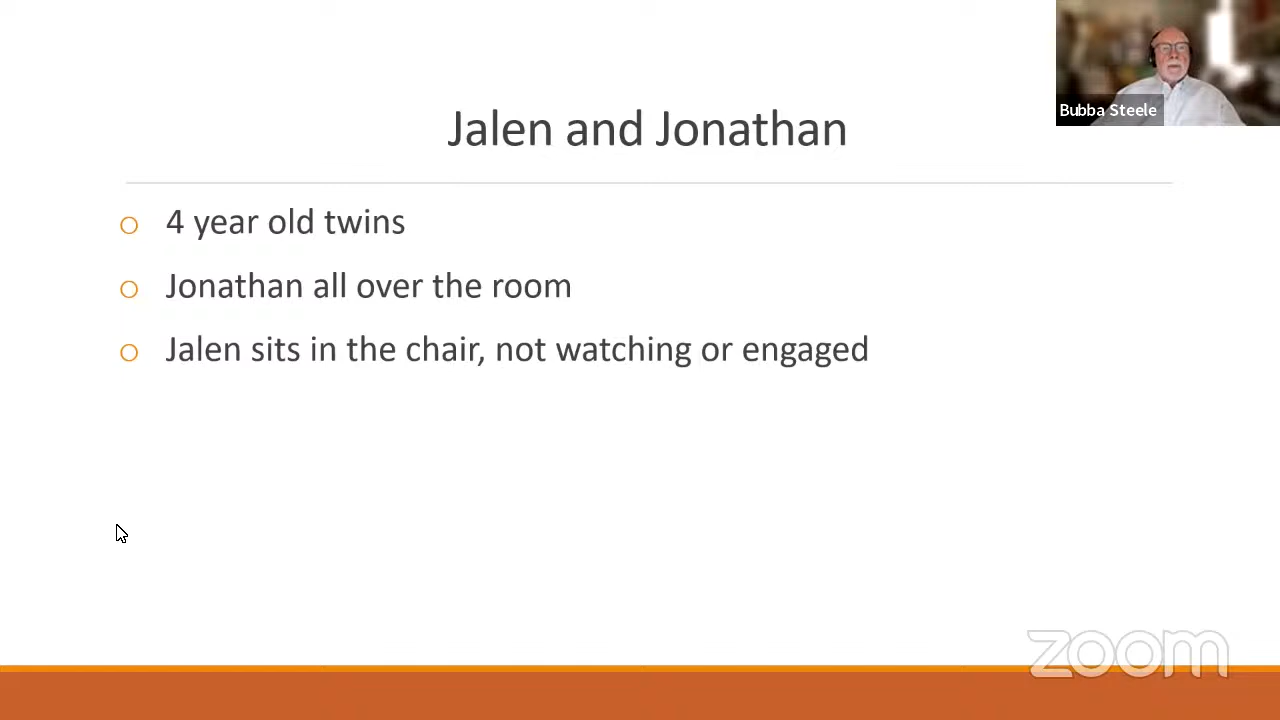 Bubba Steele
Jalen and Jonathan
4 year old twins
Jonathan all over the room
Jalen sits in the chair, not watching or engaged
zoom